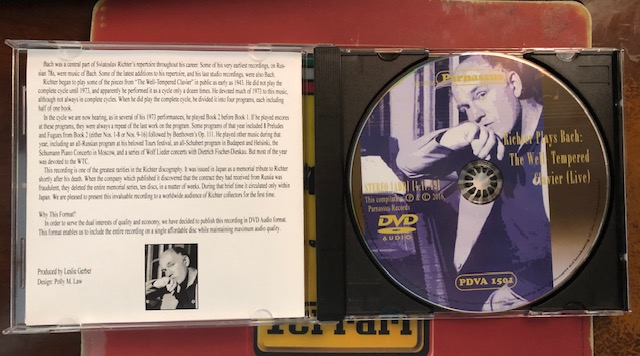 Bach was a central part of Sviatoslav Richter's repertoire throughout his career. Some of his very earliest recordings, on Rus-
sian 78s, were music of Bach. Some of the latest additions to his repertoire, and his last studio recordings, were also Bach.
Richter began to play some of the pieces from "The Well-Tempered Clavier" in public as early as 1943. He did not play the
complete cycle until 1973, and apparently performed it as a cycle only a dozen times. He devoted much of 1973 to this music,
although not always in complete cycles. When he did play the complete cycle, he divided it into four programs, each including
half of one book.
In the cycle we are now hearing, as in several of his 1973 performances, he played Book 2 before Book 1. If he played encores
at these programs, they were always a repeat of the last work on the program. Some programs of that year included 8 Preludes
and Fugues from Book 2 (either Nos. 1-8 or Nos. 9-16) followed by Beethoven's Op. 111. He played other music during that
year, including an all-Russian program at his beloved Tours festival, an all-Schubert program in Budapest and Helsinki, the
Schumann Piano Concerto in Moscow, and a series of Wolf Lieder concerts with Dietrich Fischer-Dieskau. But most of the year
was devoted to the WTC.
This recording is one of the greatest rarities in the Richter discography. It was issued in Japan as a memorial tribute to Richter
shortly after his death. When the company which published it discovered that the contract they had received from Russia was
fraudulent, they deleted the entire memorial series, ten discs, in a matter of weeks. During that brief time it circulated only within
Japan. We are pleased to present this invaluable recording to a worldwide audience of Richter collectors for the first time.
Why This Format?
In order to serve the dual interests of quality and economy, we have decided to publish this recording in DVD Audio format.
This format enables us to include the entire recording on a single affordable disc while maintaining maximum audio quality.
Produced by Leslie Gerber
Design: Polly M. Law
Parnassus
Richter Plays Bach:
The Well Tempered
Clavier (Live)
STEREO
This compilation ℗ & © 2016,
Parnassus Records
DVD
AUDIO
PDVA 1501
Ferrari